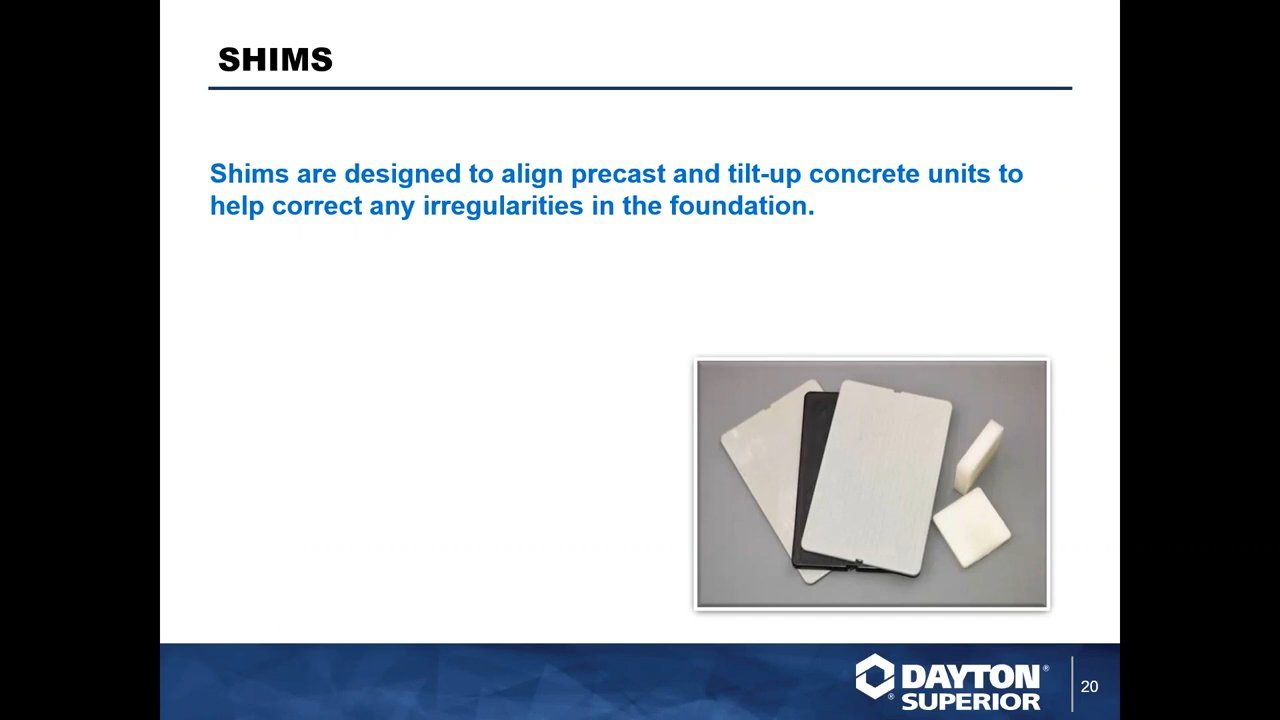 SHIMS
Shims are designed to align precast and tilt-up concrete units to
help correct any irregularities in the foundation.
DAYTON®
®SUPERIOR
20